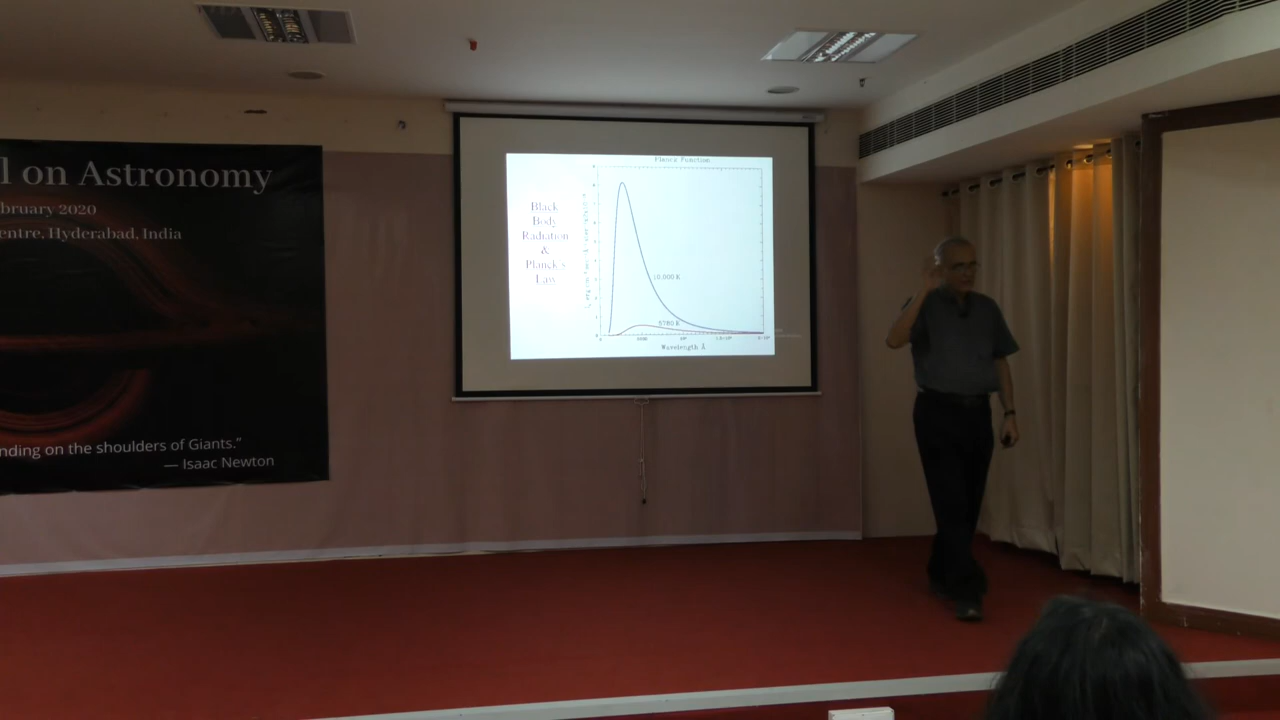 l on Astronomy
bruary 2020
entre, Hyderabad, India
nding on the shoulders of Giants.”
— Isaac Newton
Black
Body
Radiation
&
Planck's
Law
Planck Function
10,000 K
5780 K
Wavelength Å